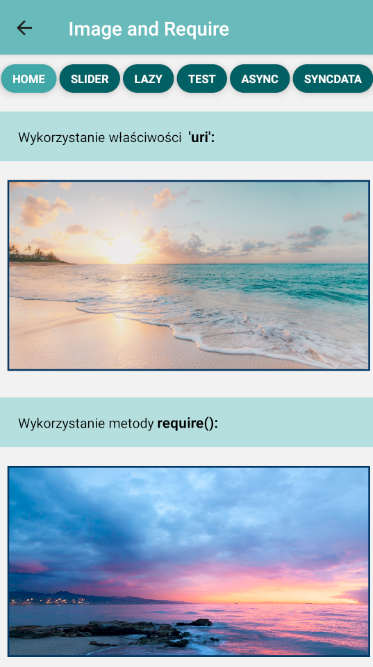 Image and Require
HOME SLIDER LAZY TEST ASYNC SYNCDATA
Wykorzystanie właściwości 'uri':
Wykorzystanie metody require():